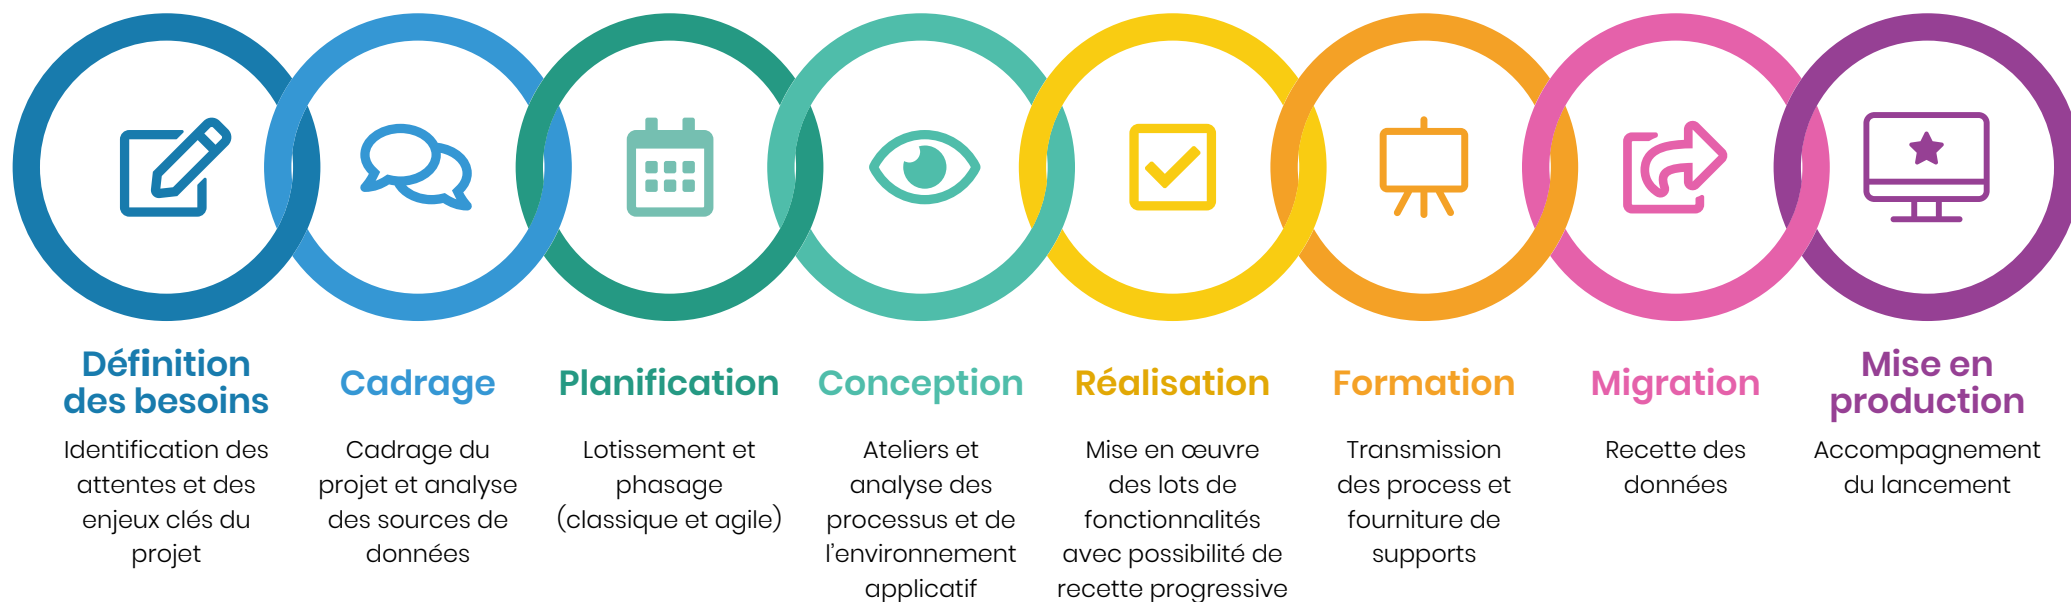 Définition
des besoins
Identification des
attentes et des
enjeux clés du
projet
Cadrage
Cadrage du
projet et analyse
des sources de
données
Planification
Lotissement et
phasage
(classique et agile)
Conception
Ateliers et
analyse des
processus et de
l'environnement
applicatif
Réalisation
Mise en œuvre
des lots de
fonctionnalités
avec possibilité de
recette progressive
Formation
Transmission
des process et
fourniture de
supports
Migration
Recette des
données
Mise en
production
Accompagnement
du lancement